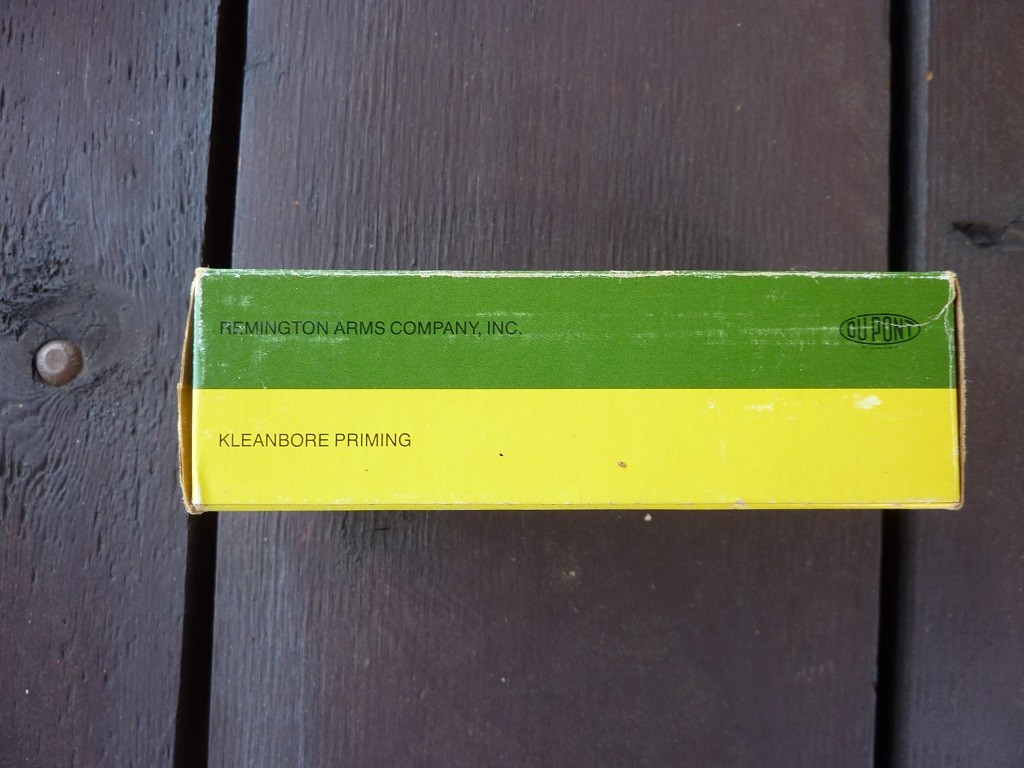 REMINGTON ARMS COMPANY, INC.
DU PONT
KLEANBORE PRIMING